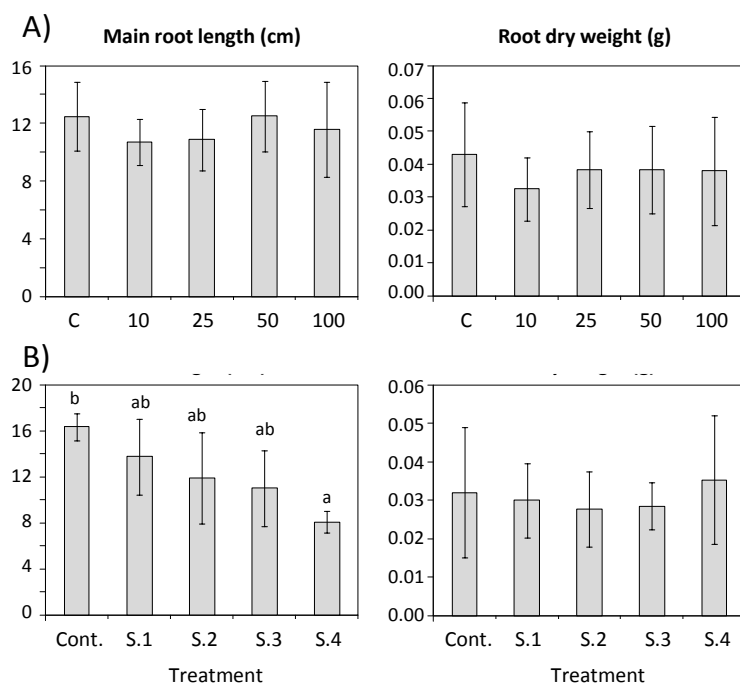 A)
Main root length (cm)
Root dry weight (g)
16
12
8
4
0
C 10 25 50 100
0.07
0.06
0.05
0.04
0.03
0.02
0.01
0.00
C 10 25 50 100
B)
20
16
12
8
4
0
b ab ab ab a
Cont. S.1 S.2 S.3 S.4
Treatment
0.06
0.05
0.04
0.03
0.02
0.01
0.00
Cont. S.1 S.2 S.3 S.4
Treatment